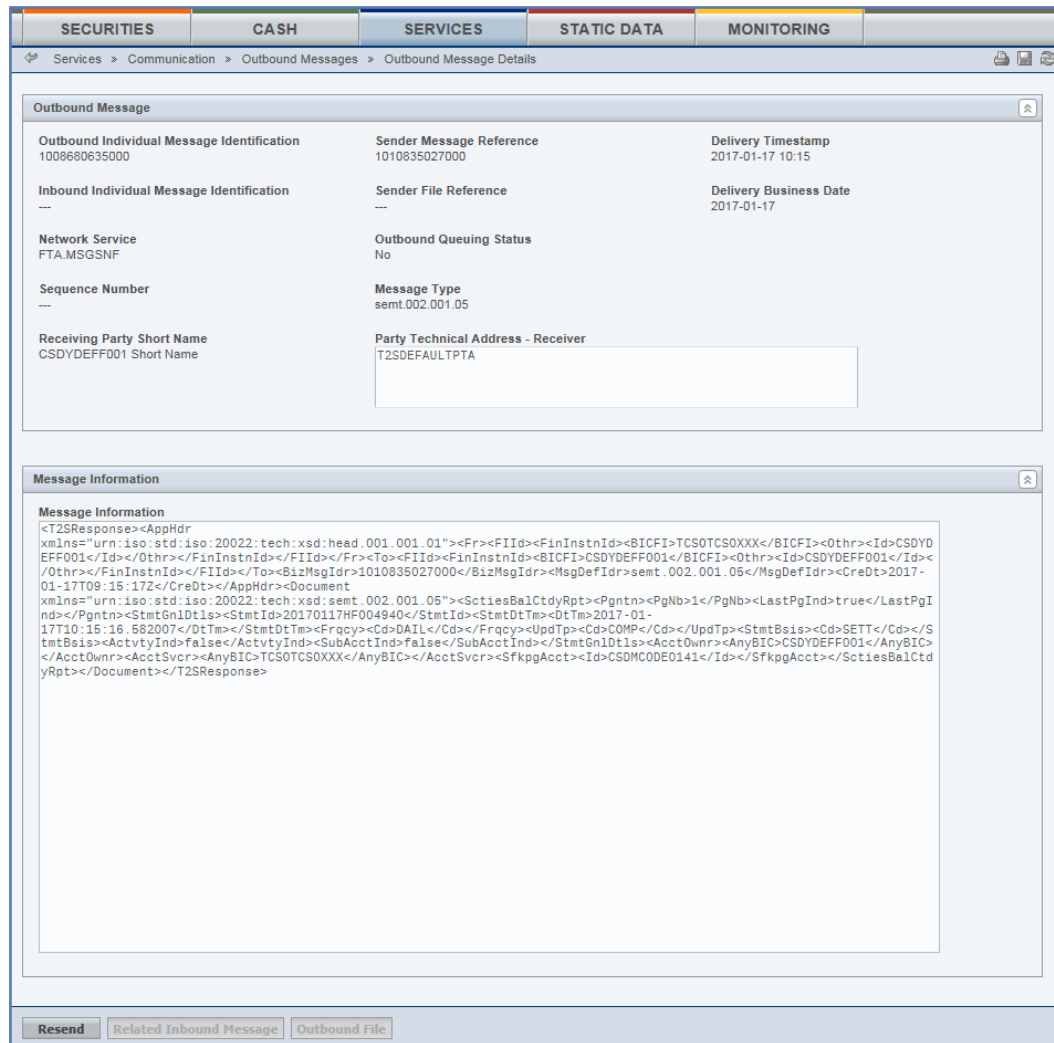 SECURITIES CASH SERVICES STATIC DATA MONITORING
Services » Communication » Outbound Messages » Outbound Message Details
Outbound Message
Outbound Individual Message Identification Sender Message Reference Delivery Timestamp
1008680635000 1010835027000 2017-01-17 10:15
Inbound Individual Message Identification Sender File Reference Delivery Business Date
--- --- 2017-01-17
Network Service Outbound Queuing Status
FTA.MSGSNF No
Sequence Number Message Type
--- semt.002.001.05
Receiving Party Short Name Party Technical Address - Receiver
CSDYDEFF001 Short Name T2SDEFAULTPTA
Message Information
Message Information
<T2SResponse><AppHdr
xmlns="urn:iso:std:iso:20022:tech:xsd:head.001.001.01"><Fr><FIId><FinInstnId><BICFI>TCSOTCSOXXX</BICFI><Othr><Id>CSDYD
EFF001</Id></Othr></FinInstnId></FIId></Fr><To><FIId><FinInstnId><BICFI>CSDYDEFF001</BICFI><Othr><Id>CSDYDEFF001</Id><
/Othr></FinInstnId></FIId></To><BizMsgIdr>1010835027000</BizMsgIdr><MsgDefIdr>semt.002.001.05</MsgDefIdr><CreDt>2017-
01-17T09:15:17Z</CreDt></AppHdr><Document
xmlns="urn:iso:std:iso:20022:tech:xsd:semt.002.001.05"><SctiesBalCtdyRpt><Pgntn><PgNb>1</PgNb><LastPgInd>true</LastPgI
nd></Pgntn><StmtGnlDtls><StmtId>20170117HF004940</StmtId><StmtDtTm><DtTm>2017-01-
17T10:15:16.582007</DtTm></StmtDtTm><Frqcy><Cd>DAIL</Cd></Frqcy><UpdTp><Cd>COMP</Cd></UpdTp><StmtBsis><Cd>SETT</Cd></S
tmtBsis><ActvtyInd>false</ActvtyInd><SubAcctInd>false</SubAcctInd></StmtGnlDtls><AcctOwnr><AnyBIC>CSDYDEFF001</AnyBIC>
</AcctOwnr><AcctSvcr><AnyBIC>TCSOTCSOXXX</AnyBIC></AcctSvcr><SfkpgAcct><Id>CSDMCODE0141</Id></SfkpgAcct></SctiesBalCtd
yRpt></Document></T2SResponse>
Resend Related Inbound Message Outbound File